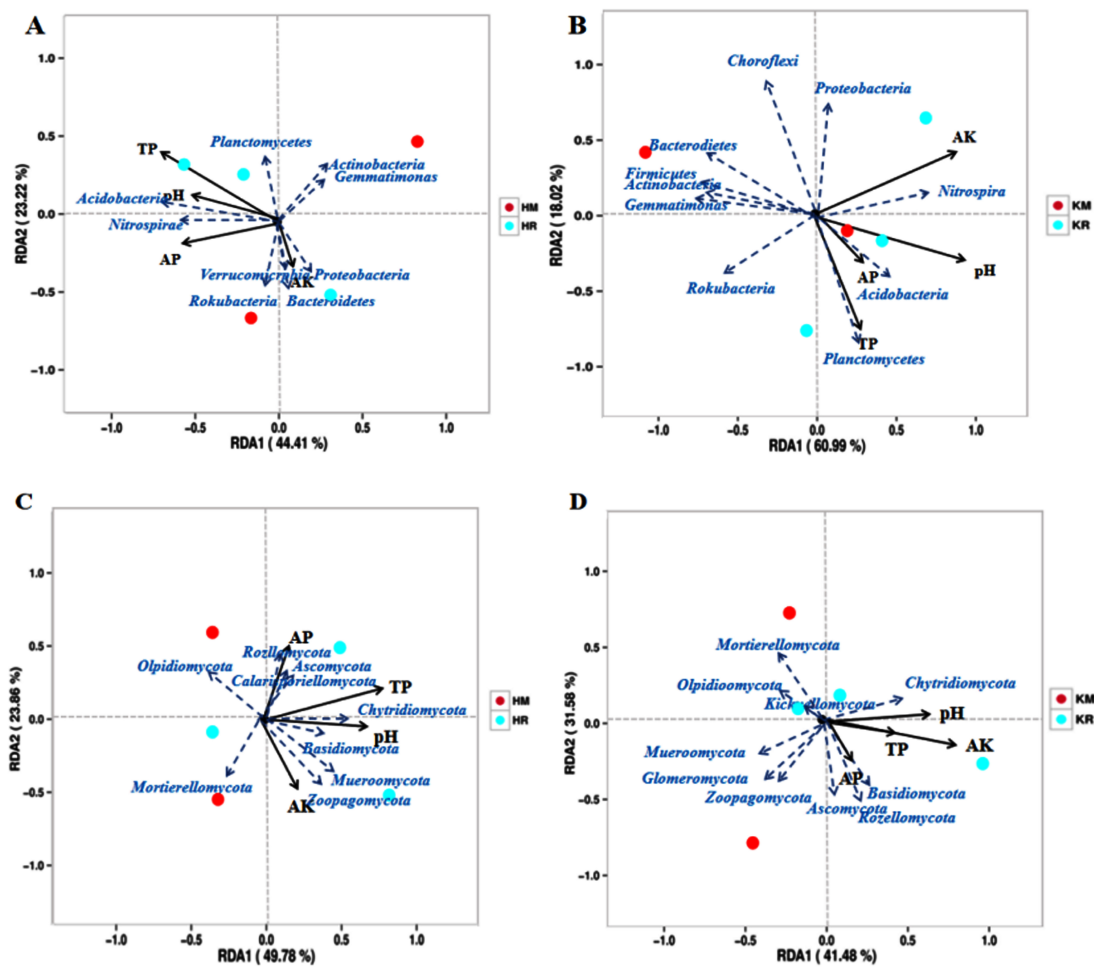 A
1.0
0.5
0.0
−0.5
−1.0
RDA2 ( 23.22 %)
TP
Planctomycetes
Actinobacteria
Gemmatimonas
Acidobacteria
pH
Nitrospirae
AP
Proteobacteria
AK
Rokubacteria
Bacteroidetes
−1.0
−0.5
0.0
0.5
1.0
RDA1 ( 44.41 %)
HM
HR
B
1.0
0.5
0.0
−0.5
−1.0
RDA2 ( 18.02 %)
Choroflexi
Proteobacteria
AK
Bacterodietes
Firmicutes
Actinobacteria
Gemmatimonas
Nitrospira
Rokubacteria
AP
pH
Acidobacteria
TP
Planctomycetes
−1.0
−0.5
0.0
0.5
1.0
RDA1 ( 60.99 %)
KM
KR
C
1.0
0.5
0.0
−0.5
−1.0
RDA2 ( 23.86 %)
AP
Rozllomycota
Olpidiomycota
Ascomycota
TP
Chytridiomycota
pH
Basidiomycota
Mueroomycota
Mortierellomycota
AK
Zoopagomycota
−1.0
−0.5
0.0
0.5
1.0
RDA1 ( 49.78 %)
HM
HR
D
1.0
0.5
0.0
−0.5
−1.0
RDA2 ( 31.58 %)
Mortierellomycota
Olpidioomycota
Chytridiomycota
pH
TP
AK
Mueroomycota
Glomeromycota
AP
Zoopagomycota
Basidiomycota
Ascomycota
Rozellomycota
−1.0
−0.5
0.0
0.5
1.0
RDA1 ( 41.48 %)
KM
KR